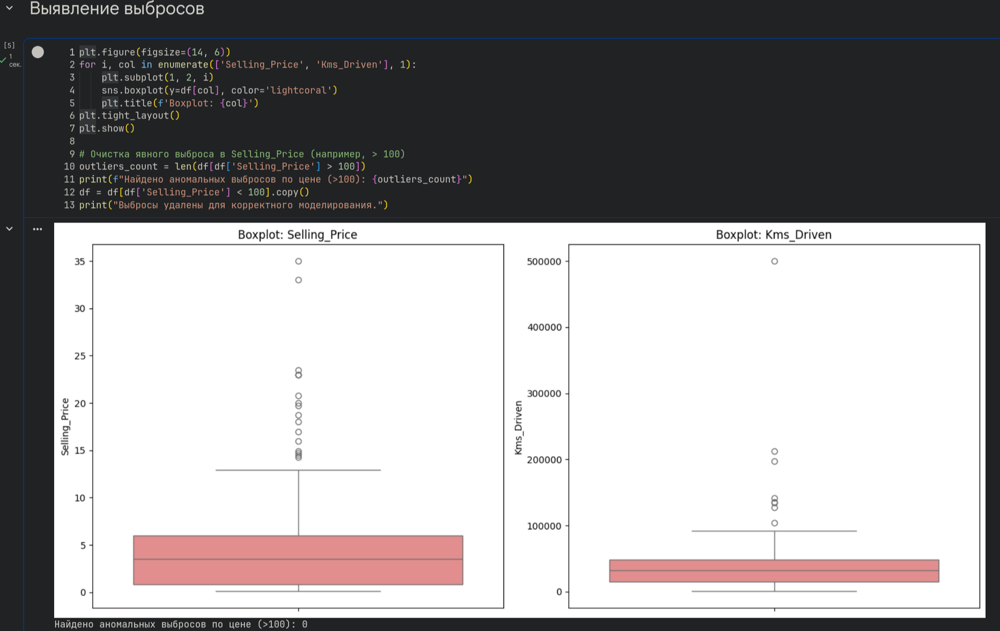 Выявление выбросов
[5]
1
сек.
1 plt.figure(figsize=(14, 6))
2 for i, col in enumerate(['Selling_Price', 'Kms_Driven'], 1):
3     plt.subplot(1, 2, i)
4     sns.boxplot(y=df[col], color='lightcoral')
5     plt.title(f'Boxplot: {col}')
6 plt.tight_layout()
7 plt.show()
8
9 # Очистка явного выброса в Selling_Price (например, > 100)
10 outliers_count = len(df[df['Selling_Price'] > 100])
11 print(f"Найдено аномальных выбросов по цене (>100): {outliers_count}")
12 df = df[df['Selling_Price'] < 100].copy()
13 print("Выбросы удалены для корректного моделирования.")
Boxplot: Selling_Price
35
30
25
20
15
10
5
0
Selling_Price
Boxplot: Kms_Driven
500000
400000
300000
200000
100000
0
Kms_Driven
Найдено аномальных выбросов по цене (>100): 0